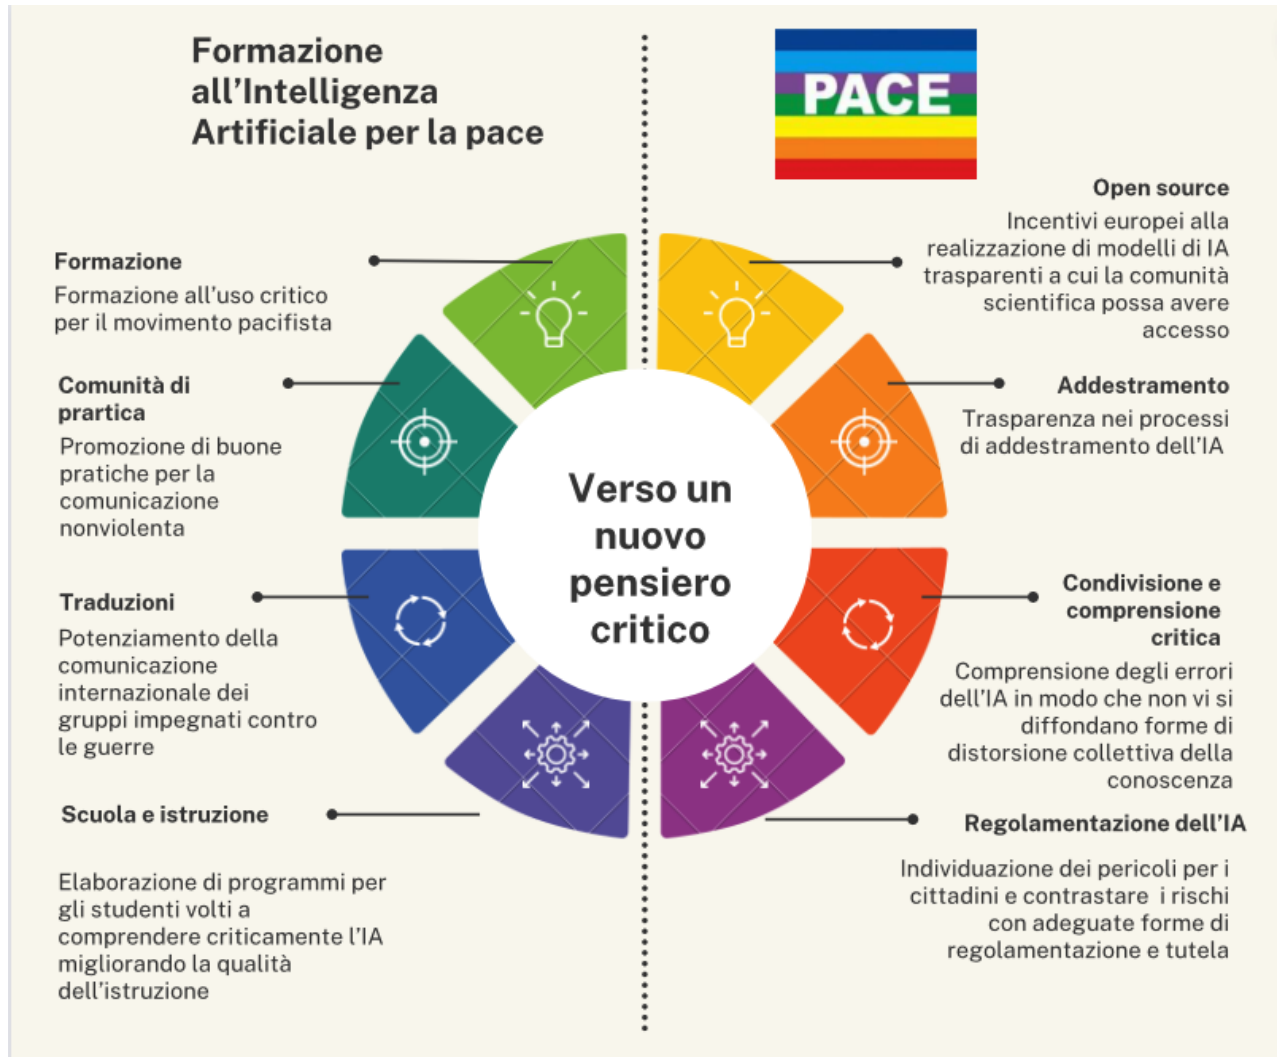 Formazione
all'Intelligenza
Artificiale per la pace
PACE
Formazione
Formazione all'uso critico
per il movimento pacifista
Comunità di
prartica
Promozione di buone
pratiche per la
comunicazione
nonviolenta
Traduzioni
Potenziamento della
comunicazione
internazionale dei
gruppi impegnati contro
le guerre
Scuola e istruzione
Elaborazione di programmi per
gli studenti volti a
comprendere criticamente l'IA
migliorando la qualità
dell'istruzione
Verso un
nuovo
pensiero
critico
Open source
Incentivi europei alla
realizzazione di modelli di IA
trasparenti a cui la comunità
scientifica possa avere
accesso
Addestramento
Trasparenza nei processi
di addestramento dell'IA
Condivisione e
comprensione
critica
Comprensione degli errori
dell'IA in modo che non vi si
diffondano forme di
distorsione collettiva della
conoscenza
Regolamentazione dell'IA
Individuazione dei pericoli per i
cittadini e contrastare i rischi
con adeguate forme di
regolamentazione e tutela